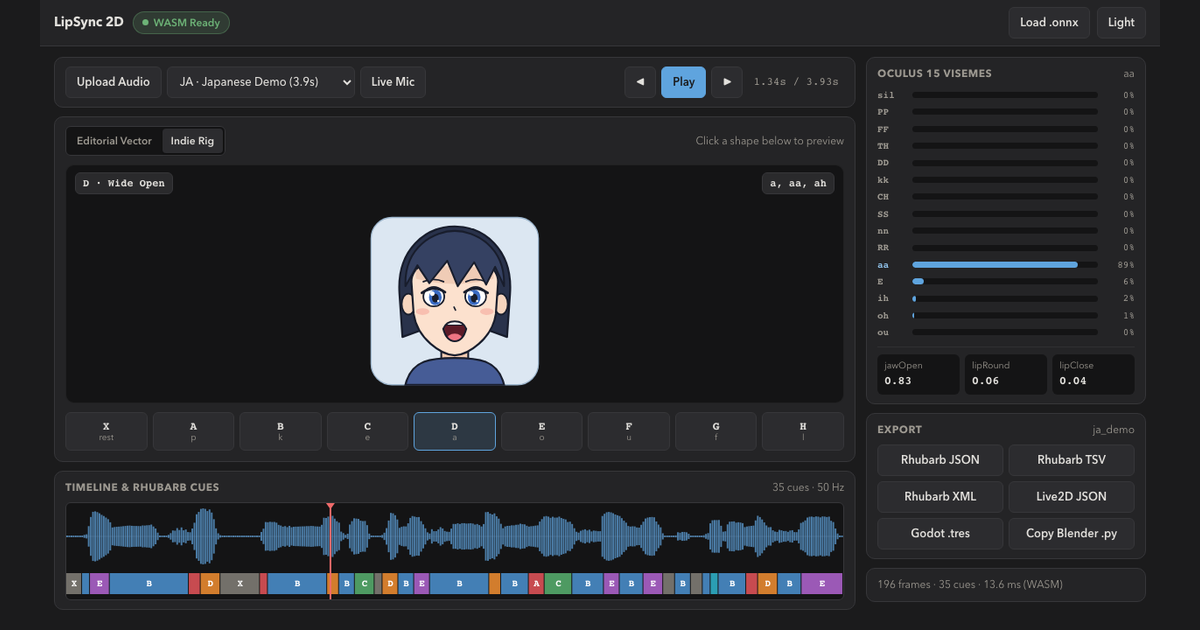 LipSync 2D
WASM Ready
Load .onnx
Light
Upload Audio
JA · Japanese Demo (3.9s)
Live Mic
Play
1.34s / 3.93s
Editorial Vector
Indie Rig
Click a shape below to preview
D · Wide Open
a, aa, ah
X
rest
A
p
B
k
C
e
D
a
E
o
F
u
G
f
H
l
TIMELINE & RHUBARB CUES
35 cues · 50 Hz
X
E
B
D
X
B
B
C
D
B
E
B
B
A
C
B
E
B
E
B
B
D
B
E
OCULUS 15 VISEMES
aa
sil 0%
PP 0%
FF 0%
TH 0%
DD 0%
kk 0%
CH 0%
SS 0%
nn 0%
RR 0%
aa 89%
E 6%
ih 2%
oh 1%
ou 0%
jawOpen
0.83
lipRound
0.06
lipClose
0.04
EXPORT
ja_demo
Rhubarb JSON
Rhubarb TSV
Rhubarb XML
Live2D JSON
Godot .tres
Copy Blender .py
196 frames · 35 cues · 13.6 ms (WASM)